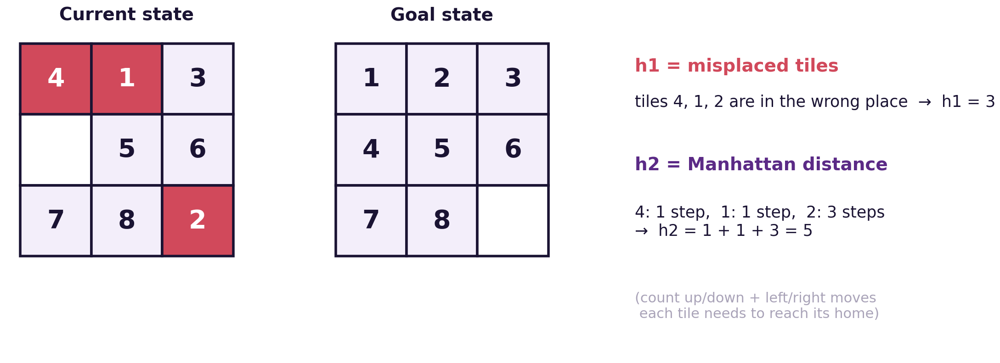 Current state
4 1 3
5 6
7 8 2
Goal state
1 2 3
4 5 6
7 8
h1 = misplaced tiles
tiles 4, 1, 2 are in the wrong place → h1 = 3
h2 = Manhattan distance
4: 1 step, 1: 1 step, 2: 3 steps
→ h2 = 1 + 1 + 3 = 5
(count up/down + left/right moves
each tile needs to reach its home)